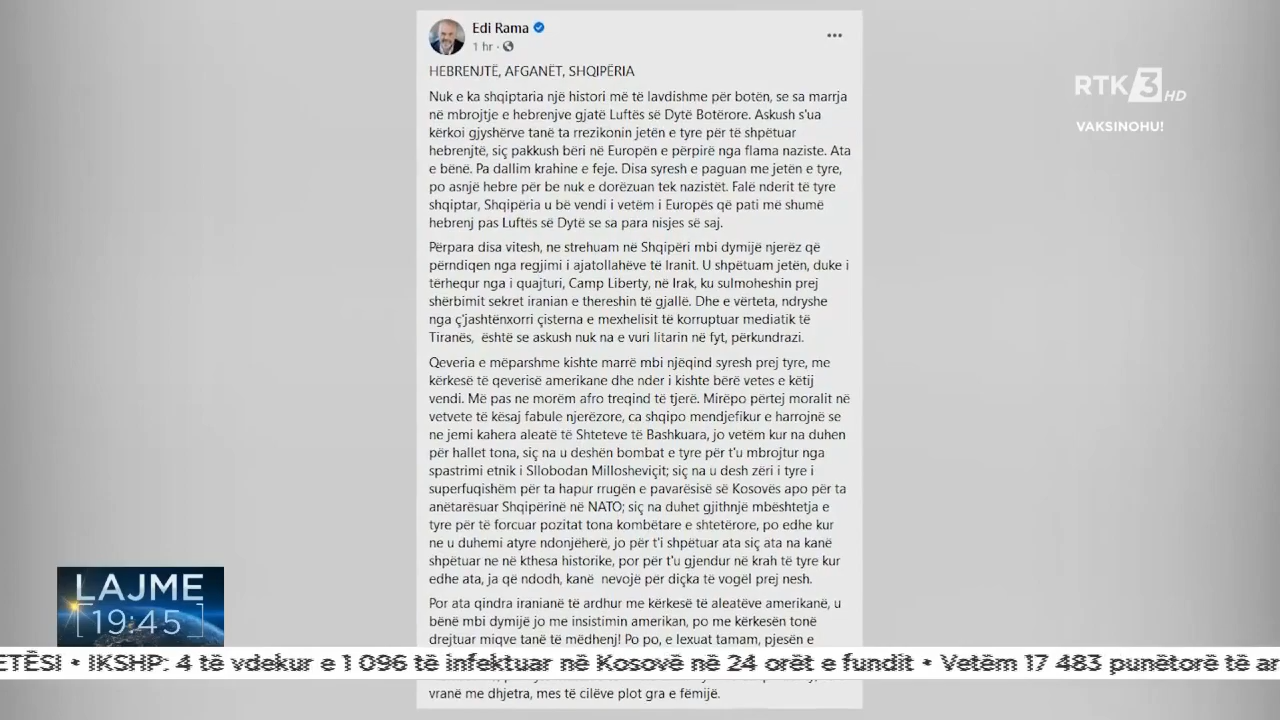 Edi Rama
1 hr
HEBRENJTË, AFGANËT, SHQIPËRIA
Nuk e ka shqiptaria një histori më të lavdishme për botën, se sa marrja
në mbrojtje e hebrenjve gjatë Luftës së Dytë Botërore. Askush s'ua
kërkoi gjyshërve tanë ta rrezikonin jetën e tyre për të shpëtuar
hebrenjtë, siç pakkush bëri në Europën e përpirë nga flama naziste. Ata
e bënë. Pa dallim krahine e feje. Disa syresh e paguan me jetën e tyre,
po asnjë hebre për be nuk e dorëzuan tek nazistët. Falë nderit të tyre
shqiptar, Shqipëria u bë vendi i vetëm i Europës që pati më shumë
hebrenj pas Luftës së Dytë se sa para nisjes së saj.
Përpara disa vitesh, ne strehuam në Shqipëri mbi dymijë njerëz që
përndiqen nga regjimi i ajatollahëve të Iranit. U shpëtuam jetën, duke i
tërhequr nga i quajturi, Camp Liberty, në Irak, ku sulmoheshin prej
shërbimit sekret iranian e thereshin të gjallë. Dhe e vërteta, ndryshe
nga ç'jashtënxorri çisterna e mexhelisit të korruptuar mediatik të
Tiranës, është se askush nuk na e vuri litarin në fyt, përkundrazi.
Qeveria e mëparshme kishte marrë mbi njëqind syresh prej tyre, me
kërkesë të qeverisë amerikane dhe nder i kishte bërë vetes e këtij
vendi. Më pas ne morëm afro treqind të tjerë. Mirëpo përtej moralit në
vetvete të kësaj fabule njerëzore, ca shqipo mendjefikur e harrojnë se
ne jemi kahera aleatë të Shteteve të Bashkuara, jo vetëm kur na duhen
për hallet tona, siç na u deshën bombat e tyre për t'u mbrojtur nga
spastrimi etnik i Sllobodan Millosheviçit; siç na u desh zëri i tyre i
superfuqishëm për ta hapur rrugën e pavarësisë së Kosovës apo për ta
anëtarësuar Shqipërinë në NATO; siç na duhet gjithnjë mbështetja e
tyre për të forcuar pozitat tona kombëtare e shtetërore, po edhe kur
ne u duhemi atyre ndonjëherë, jo për t'i shpëtuar ata siç ata na kanë
shpëtuar ne në kthesa historike, por për t'u gjendur në krah të tyre kur
edhe ata, ja që ndodh, kanë nevojë për diçka të vogël prej nesh.
Por ata qindra iranianë të ardhur me kërkesë të aleatëve amerikanë, u
bënë mbi dymijë jo me insistimin amerikan, po me kërkesën tonë
drejtuar miqve tanë të mëdhenj! Po po, e lexuat tamam, pjesën e
vranë me dhjetra, mes të cilëve plot gra e fëmijë.
RTK 3 HD
VAKSINOHU!
LAJME
19:45
ETËSI • IKSHP: 4 të vdekur e 1 096 të infektuar në Kosovë në 24 orët e fundit • Vetëm 17 483 punëtorë të ar